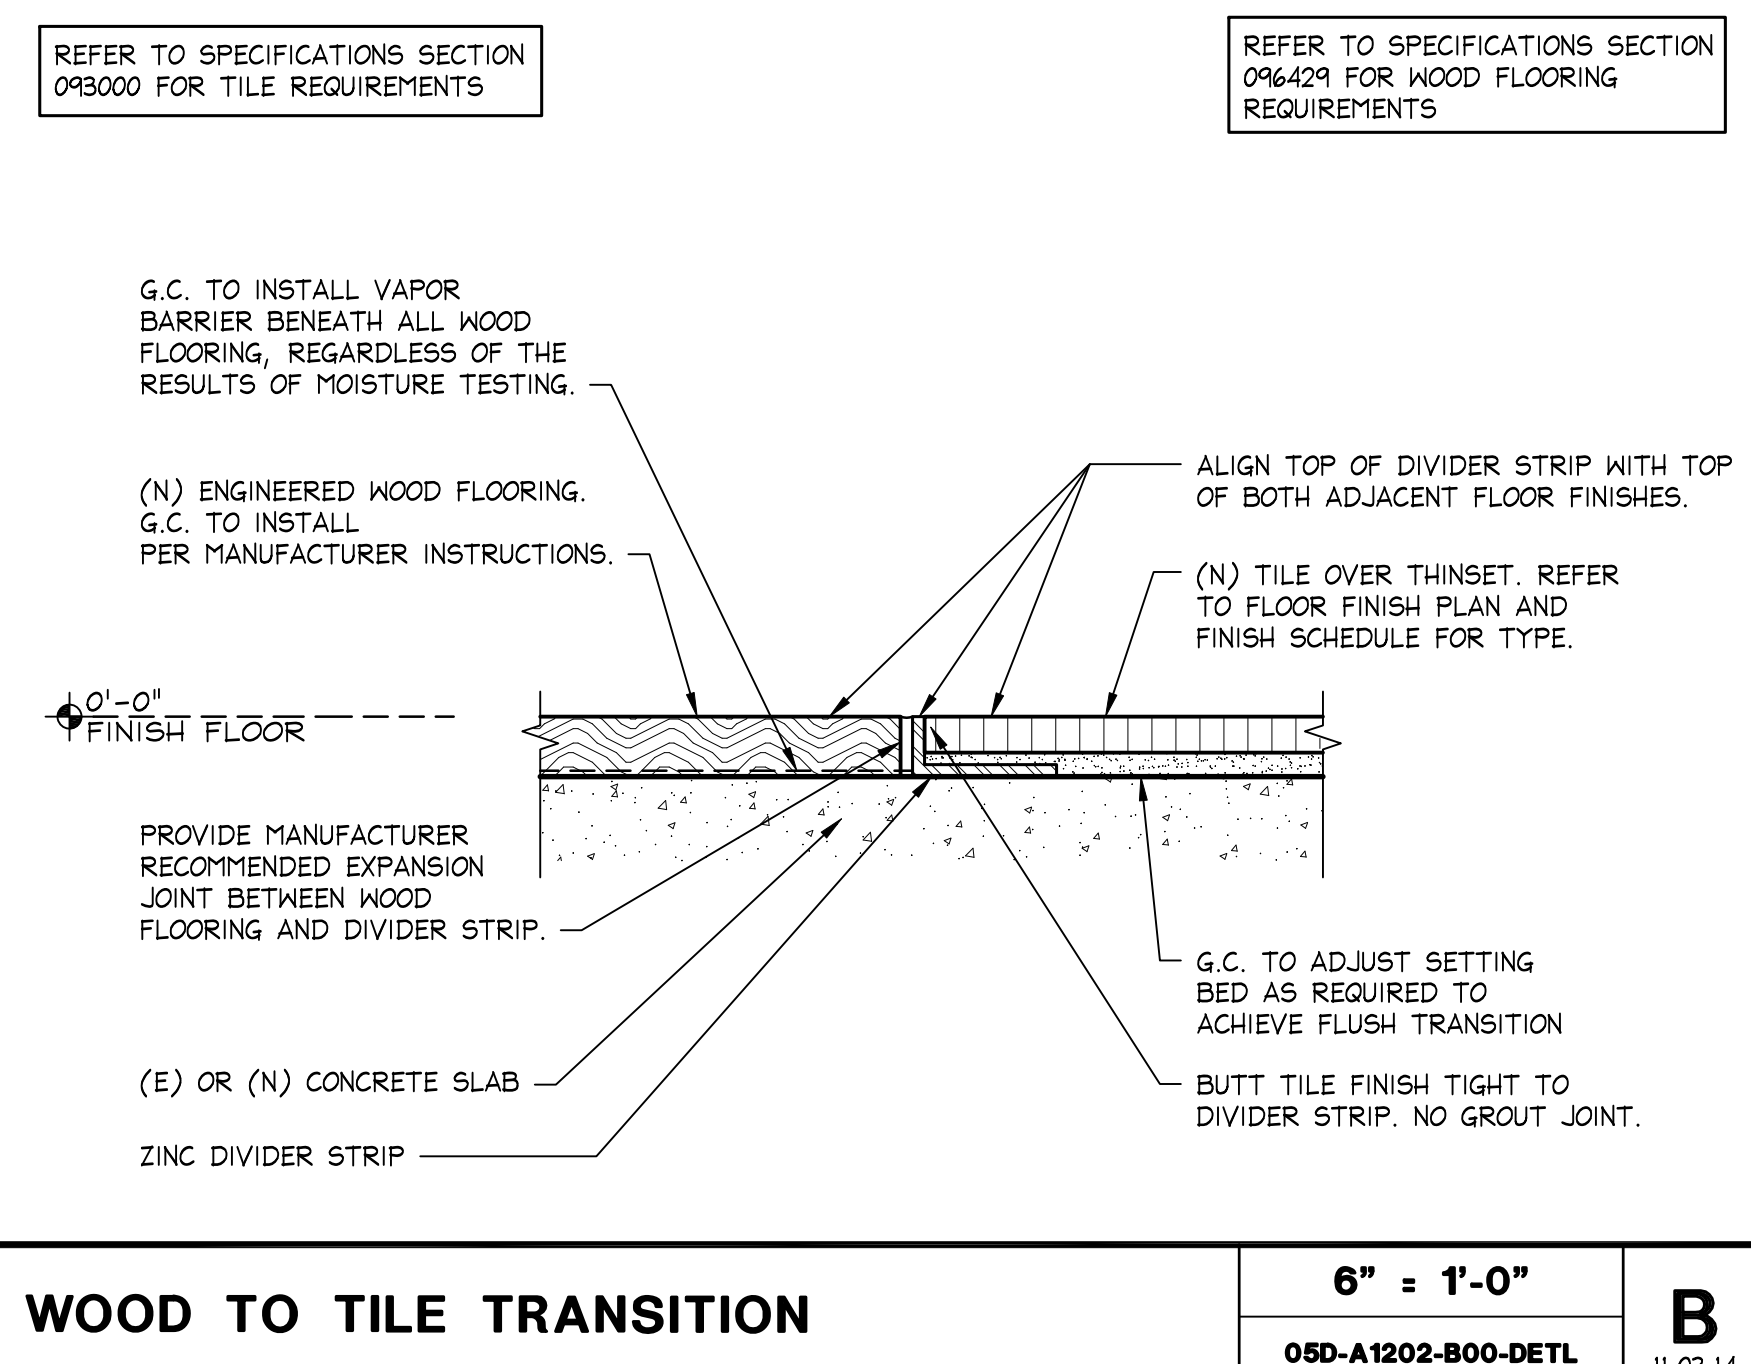 REFER TO SPECIFICATIONS SECTION
093000 FOR TILE REQUIREMENTS
REFER TO SPECIFICATIONS SECTION
096429 FOR WOOD FLOORING
REQUIREMENTS
G.C. TO INSTALL VAPOR
BARRIER BENEATH ALL WOOD
FLOORING, REGARDLESS OF THE
RESULTS OF MOISTURE TESTING.
(N) ENGINEERED WOOD FLOORING.
G.C. TO INSTALL
PER MANUFACTURER INSTRUCTIONS.
ALIGN TOP OF DIVIDER STRIP WITH TOP
OF BOTH ADJACENT FLOOR FINISHES.
(N) TILE OVER THINSET. REFER
TO FLOOR FINISH PLAN AND
FINISH SCHEDULE FOR TYPE.
0'-0"
FINISH FLOOR
PROVIDE MANUFACTURER
RECOMMENDED EXPANSION
JOINT BETWEEN WOOD
FLOORING AND DIVIDER STRIP.
(E) OR (N) CONCRETE SLAB
ZINC DIVIDER STRIP
G.C. TO ADJUST SETTING
BED AS REQUIRED TO
ACHIEVE FLUSH TRANSITION
BUTT TILE FINISH TIGHT TO
DIVIDER STRIP. NO GROUT JOINT.
WOOD TO TILE TRANSITION
6” = 1’-0”
05D-A1202-B00-DETL
B